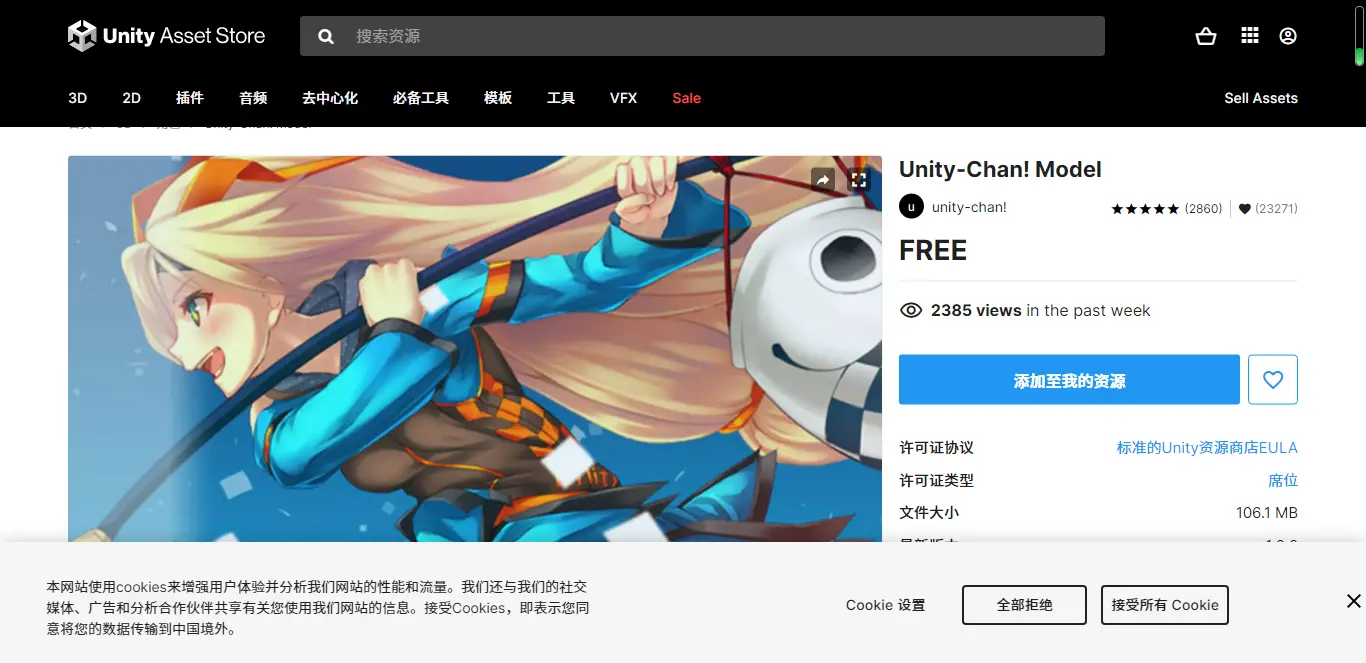 Unity Asset Store
搜索资源
3D 2D 插件 音频 去中心化 必备工具 模板 工具 VFX Sale Sell Assets
Unity-Chan! Model
u unity-chan! ★★★★★ (2860) (23271)
FREE
2385 views in the past week
添加至我的资源
许可证协议 标准的Unity资源商店EULA
许可证类型 席位
文件大小 106.1 MB
本网站使用cookies来增强用户体验并分析我们网站的性能和流量。我们还与我们的社交
媒体、广告和分析合作伙伴共享有关您使用我们网站的信息。接受Cookies，即表示您同
意将您的数据传输到中国境外。
Cookie 设置
全部拒绝
接受所有 Cookie